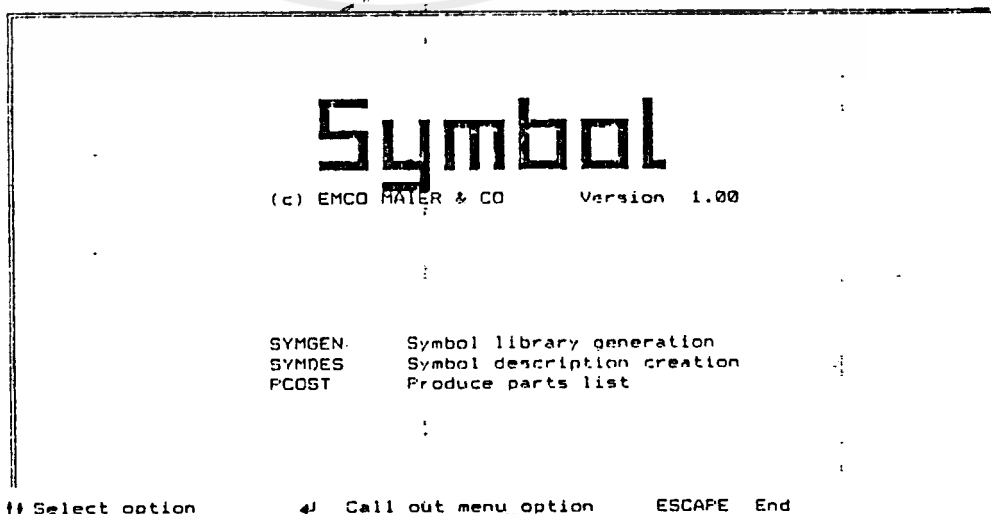 Symbol
(c) EMCO MAIER & CO Version 1.00
SYMGEN Symbol library generation
SYMDES Symbol description creation
PCOST Produce parts list
↑↓ Select option ↵ Call out menu option ESCAPE End